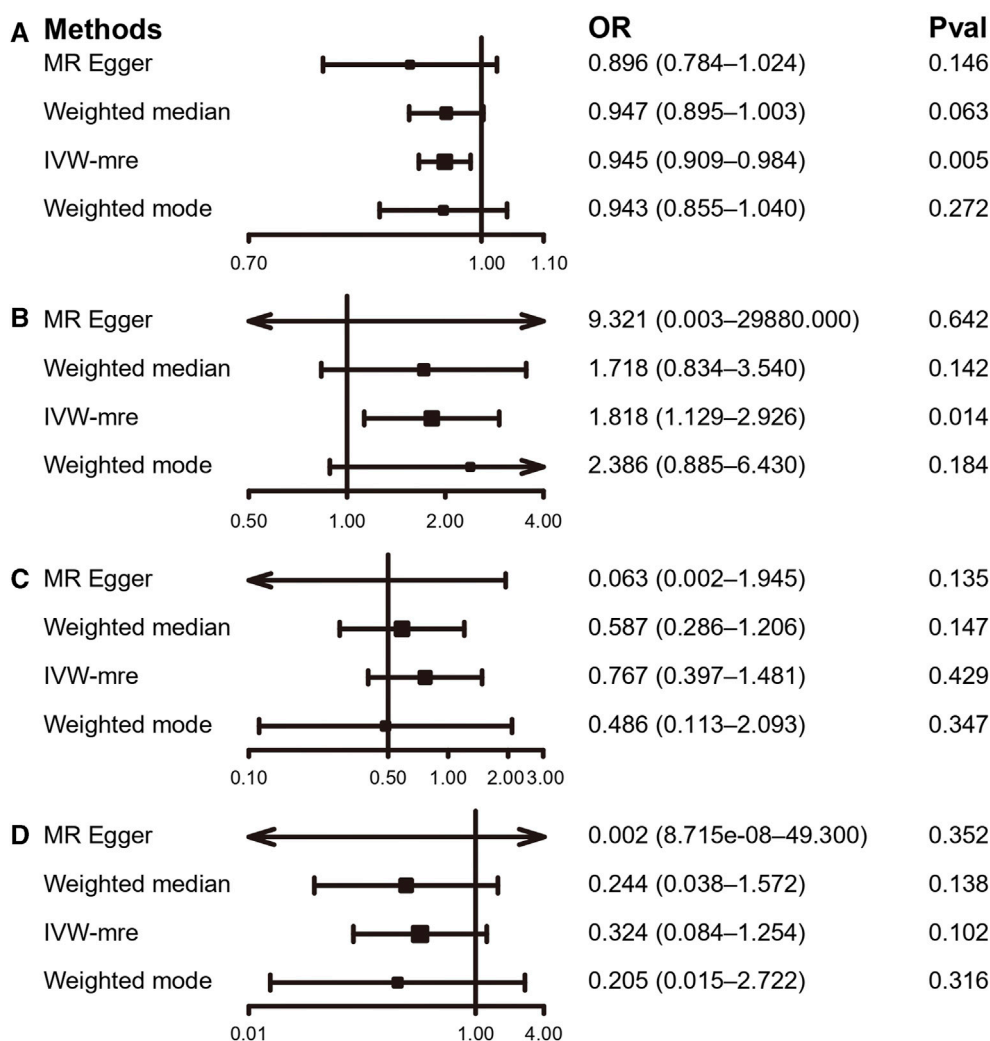 A Methods OR Pval
MR Egger 0.896 (0.784–1.024) 0.146
Weighted median 0.947 (0.895–1.003) 0.063
IVW-mre 0.945 (0.909–0.984) 0.005
Weighted mode 0.943 (0.855–1.040) 0.272
0.70 1.00 1.10
B MR Egger 9.321 (0.003–29880.000) 0.642
Weighted median 1.718 (0.834–3.540) 0.142
IVW-mre 1.818 (1.129–2.926) 0.014
Weighted mode 2.386 (0.885–6.430) 0.184
0.50 1.00 2.00 4.00
C MR Egger 0.063 (0.002–1.945) 0.135
Weighted median 0.587 (0.286–1.206) 0.147
IVW-mre 0.767 (0.397–1.481) 0.429
Weighted mode 0.486 (0.113–2.093) 0.347
0.10 0.50 1.00 2.00 3.00
D MR Egger 0.002 (8.715e-08–49.300) 0.352
Weighted median 0.244 (0.038–1.572) 0.138
IVW-mre 0.324 (0.084–1.254) 0.102
Weighted mode 0.205 (0.015–2.722) 0.316
0.01 1.00 4.00